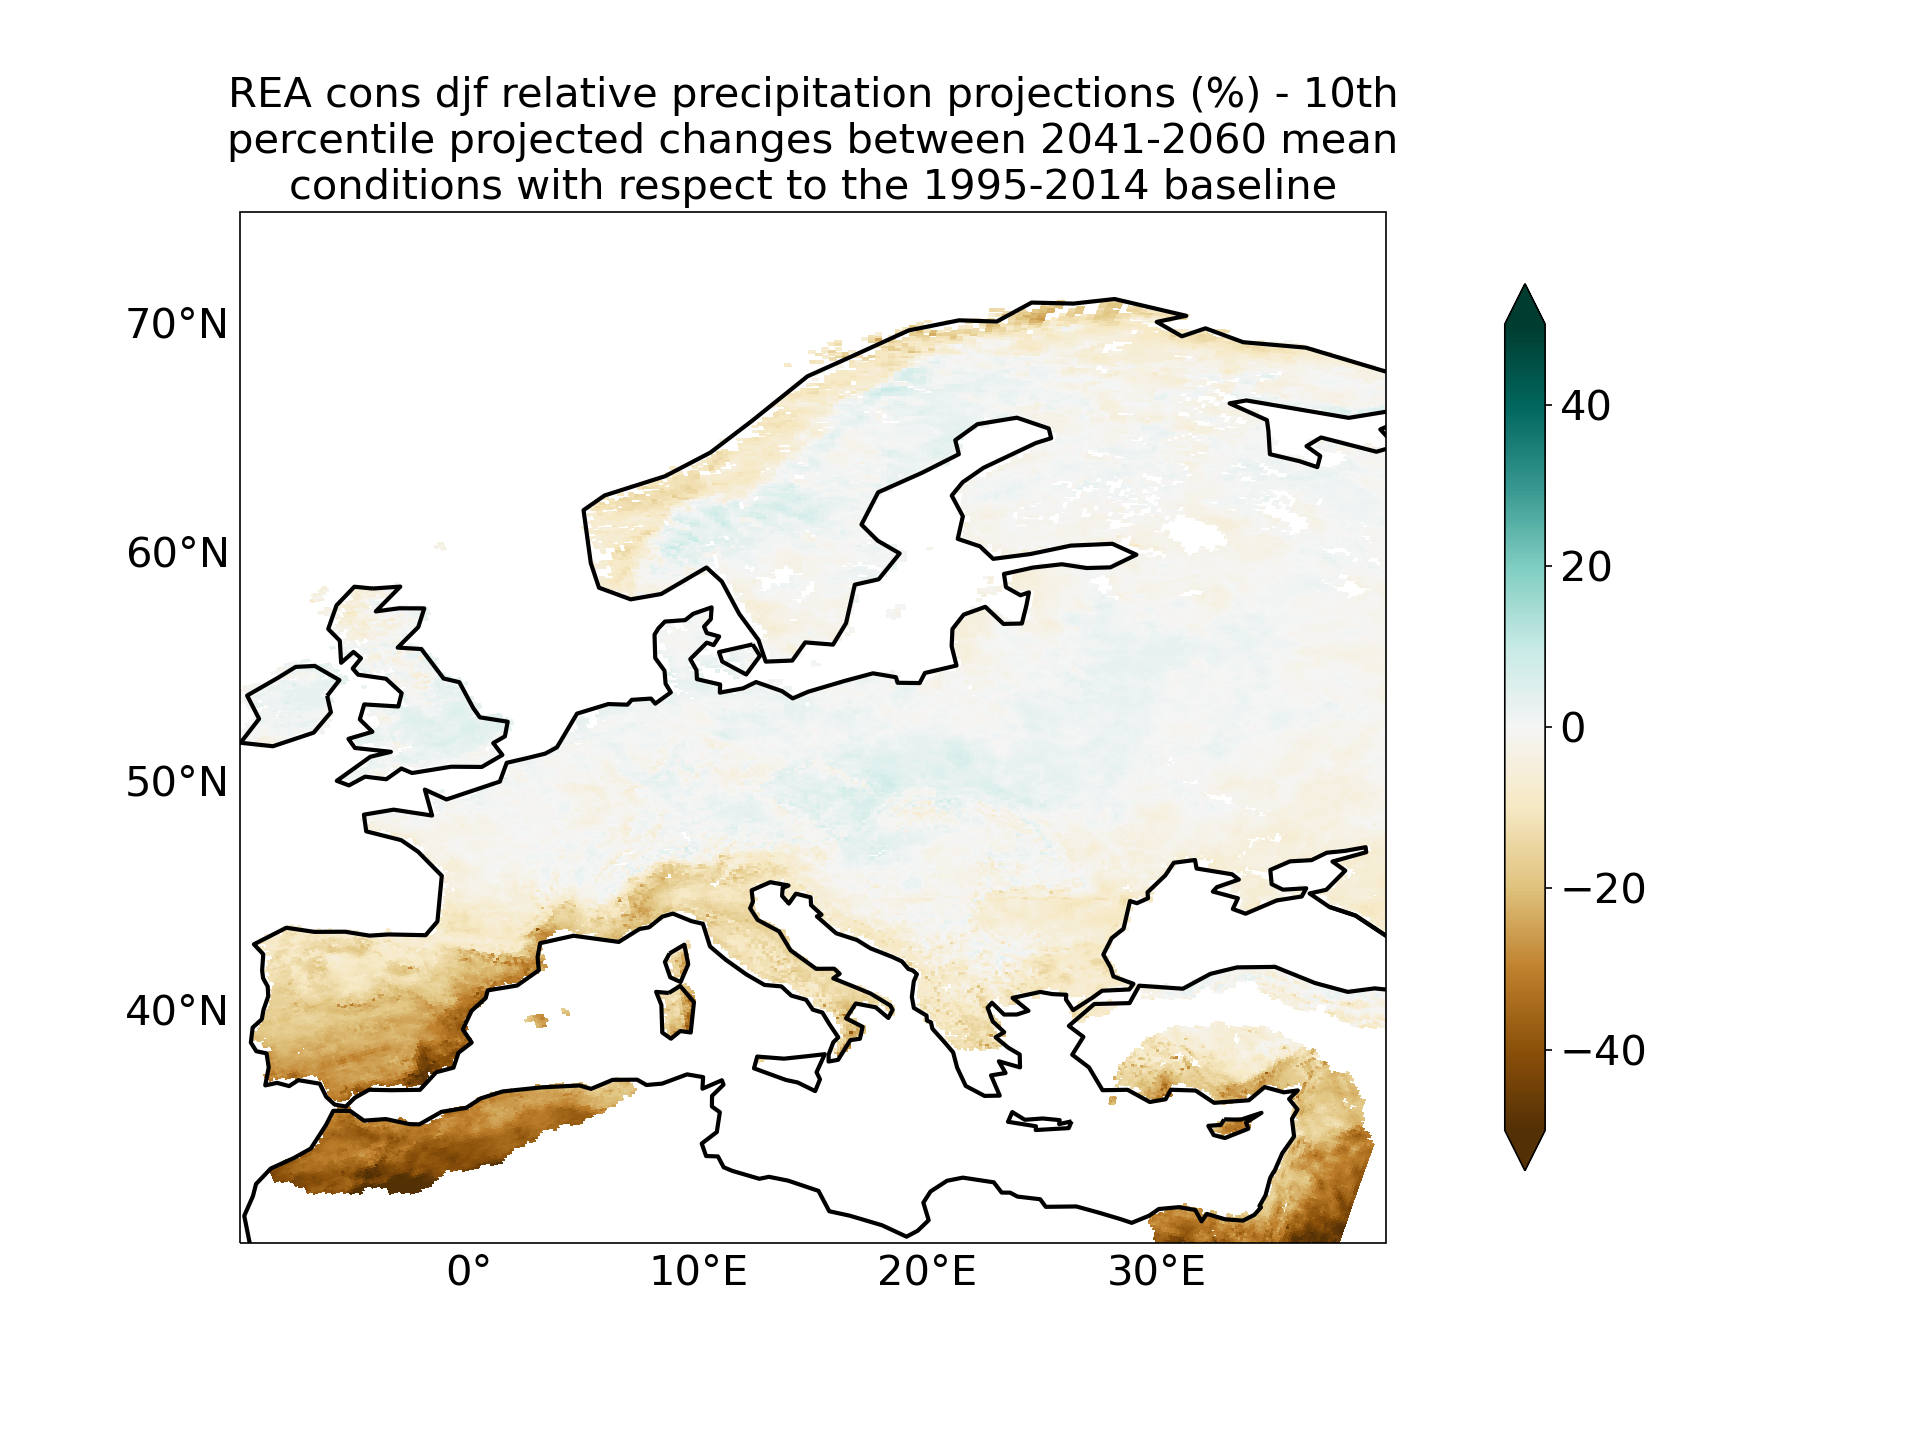 REA cons djf relative precipitation projections (%) - 10th
percentile projected changes between 2041-2060 mean
conditions with respect to the 1995-2014 baseline
70°N
60°N
50°N
40°N
0°
10°E
20°E
30°E
40
20
0
−20
−40